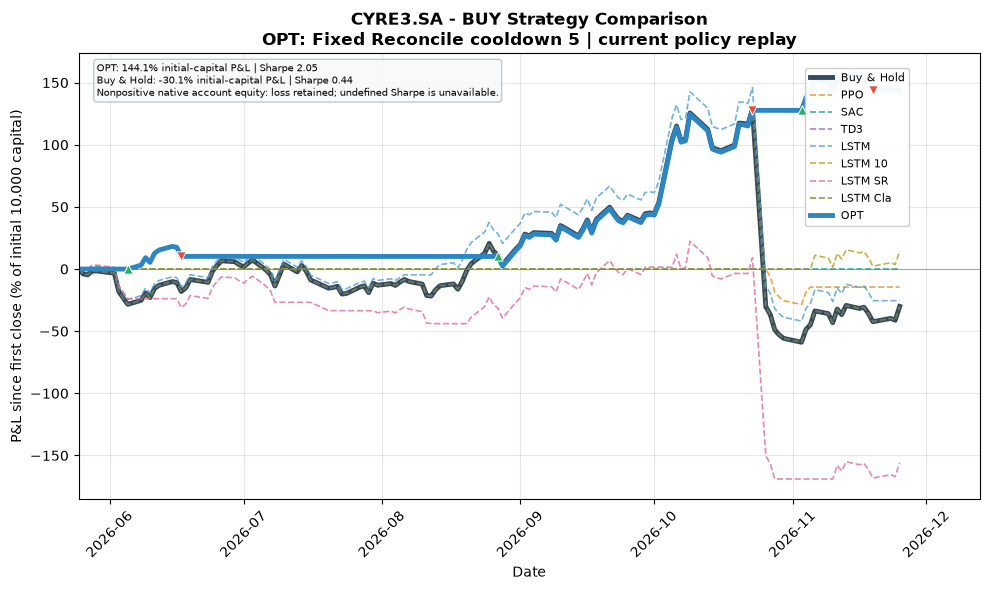 CYRE3.SA - BUY Strategy Comparison
OPT: Fixed Reconcile cooldown 5 | current policy replay
OPT: 144.1% initial-capital P&L | Sharpe 2.05
Buy & Hold: -30.1% initial-capital P&L | Sharpe 0.44
Nonpositive native account equity: loss retained; undefined Sharpe is unavailable.
Buy & Hold
PPO
SAC
TD3
LSTM
LSTM 10
LSTM SR
LSTM Cla
OPT
P&L since first close (% of initial 10,000 capital)
150
100
50
0
−50
−100
−150
2026-06
2026-07
2026-08
2026-09
2026-10
2026-11
2026-12
Date